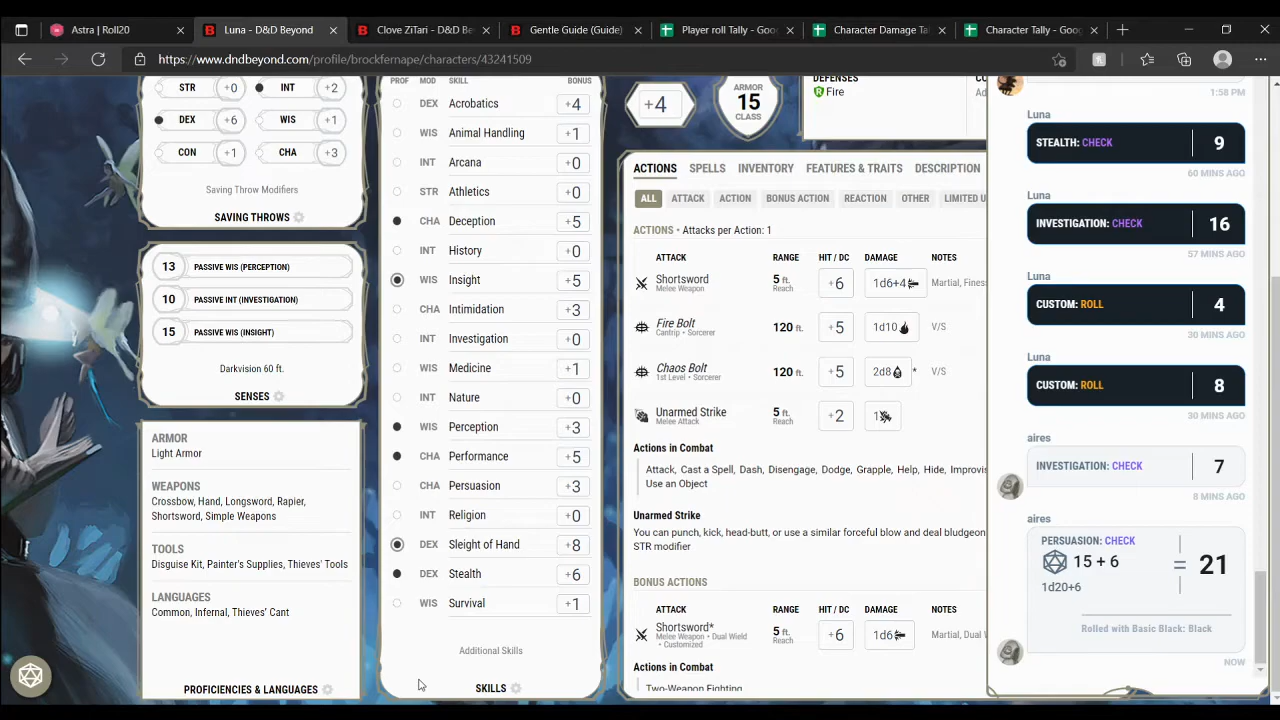 Astra | Roll20
Luna - D&D Beyond
Clove ZiTari - D&D Be
Gentle Guide (Guide)
Player roll Tally - Goo
Character Damage Ta
Character Tally - Goog
https://www.dndbeyond.com/profile/brockfernape/characters/43241509
STR +0 INT +2
DEX +6 WIS +1
CON +1 CHA +3
Saving Throw Modifiers
SAVING THROWS
13 PASSIVE WIS (PERCEPTION)
10 PASSIVE INT (INVESTIGATION)
15 PASSIVE WIS (INSIGHT)
Darkvision 60 ft.
SENSES
ARMOR
Light Armor
WEAPONS
Crossbow, Hand, Longsword, Rapier,
Shortsword, Simple Weapons
TOOLS
Disguise Kit, Painter's Supplies, Thieves' Tools
LANGUAGES
Common, Infernal, Thieves' Cant
PROFICIENCIES & LANGUAGES
PROF MOD SKILL BONUS
DEX Acrobatics +4
WIS Animal Handling +1
INT Arcana +0
STR Athletics +0
CHA Deception +5
INT History +0
WIS Insight +5
CHA Intimidation +3
INT Investigation +0
WIS Medicine +1
INT Nature +0
WIS Perception +3
CHA Performance +5
CHA Persuasion +3
INT Religion +0
DEX Sleight of Hand +8
DEX Stealth +6
WIS Survival +1
Additional Skills
SKILLS
+4
ARMOR
15
CLASS
DEFENSES
Fire
ACTIONS SPELLS INVENTORY FEATURES & TRAITS DESCRIPTION
ALL ATTACK ACTION BONUS ACTION REACTION OTHER LIMITED U
ACTIONS • Attacks per Action: 1
ATTACK RANGE HIT / DC DAMAGE NOTES
Shortsword 5 ft. +6 1d6+4 Martial, Fines
Melee Weapon Reach
Fire Bolt 120 ft. +5 1d10 V/S
Cantrip • Sorcerer
Chaos Bolt 120 ft. +5 2d8 * V/S
1st Level • Sorcerer
Unarmed Strike 5 ft. +2 1
Melee Attack Reach
Actions in Combat
Attack, Cast a Spell, Dash, Disengage, Dodge, Grapple, Help, Hide, Improvis
Use an Object
Unarmed Strike
You can punch, kick, head-butt, or use a similar forceful blow and deal bludgeon
STR modifier
BONUS ACTIONS
ATTACK RANGE HIT / DC DAMAGE NOTES
Shortsword* 5 ft. +6 1d6 Martial, Dual W
Melee Weapon • Dual Wield Reach
• Customized
Actions in Combat
Two-Weapon Fighting
1:58 PM
Luna
STEALTH: CHECK 9
60 MINS AGO
Luna
INVESTIGATION: CHECK 16
57 MINS AGO
Luna
CUSTOM: ROLL 4
30 MINS AGO
Luna
CUSTOM: ROLL 8
30 MINS AGO
aires
INVESTIGATION: CHECK 7
8 MINS AGO
aires
PERSUASION: CHECK
15 + 6 = 21
1d20+6
Rolled with Basic Black: Black
NOW